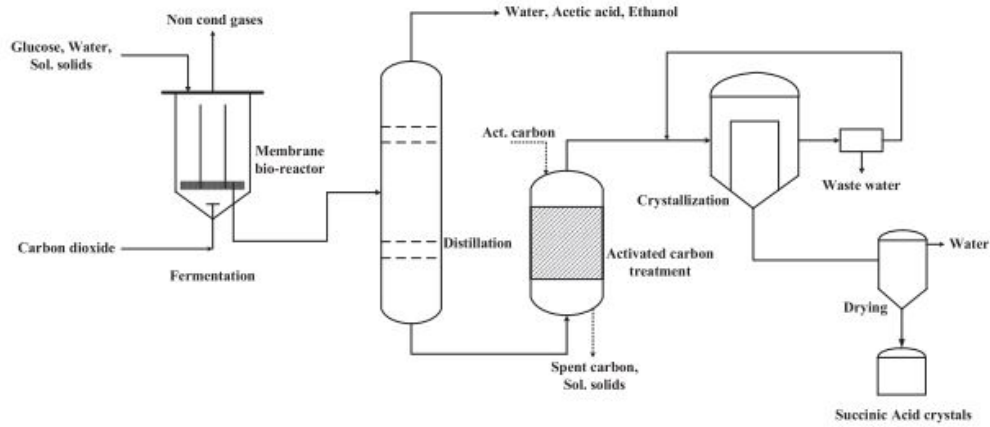 Non cond gases
Water, Acetic acid, Ethanol
Glucose, Water,
Sol. solids
Membrane
bio-reactor
Act. carbon
Waste water
Crystallization
Carbon dioxide
Distillation
Activated carbon
treatment
Water
Fermentation
Drying
Spent carbon,
Sol. solids
Succinic Acid crystals